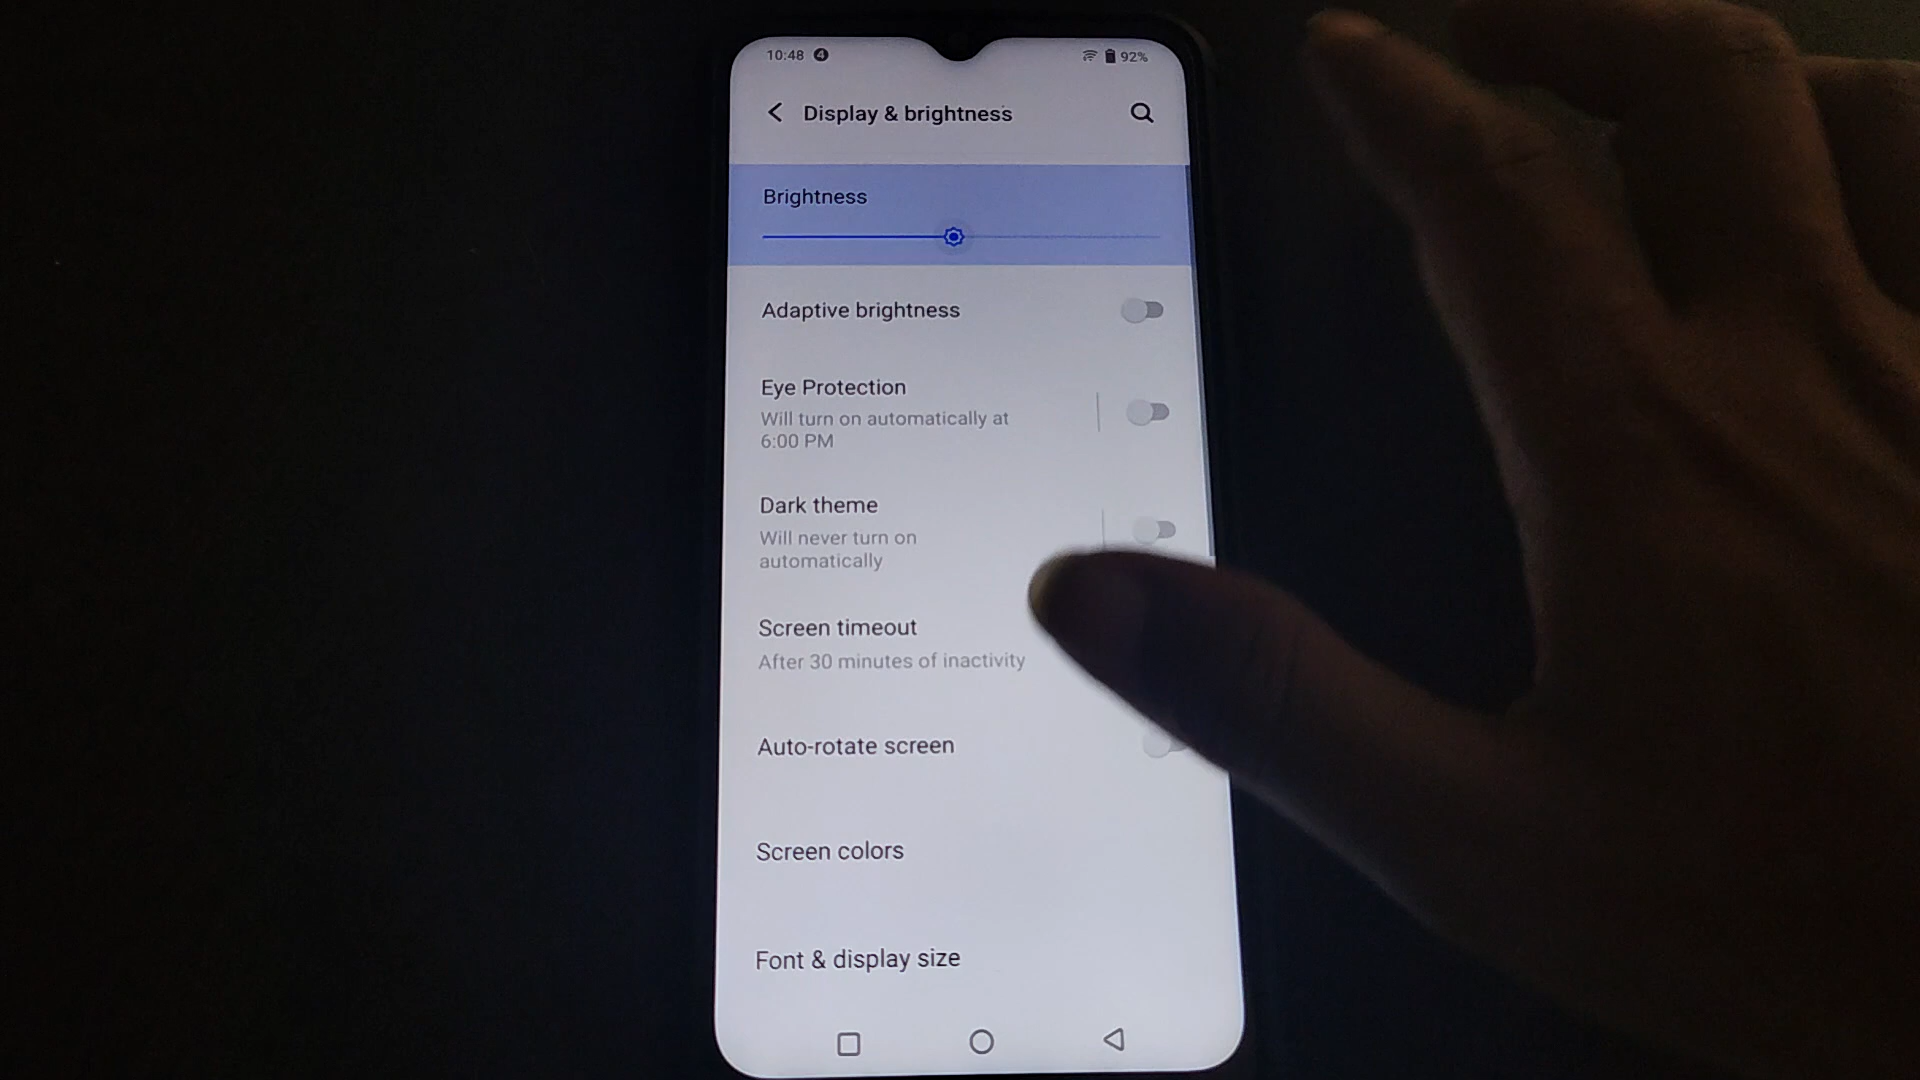 10:48 4 92%
Display & brightness
Brightness
Adaptive brightness
Eye Protection
Will turn on automatically at
6:00 PM
Dark theme
Will never turn on
automatically
Screen timeout
After 30 minutes of inactivity
Auto-rotate screen
Screen colors
Font & display size